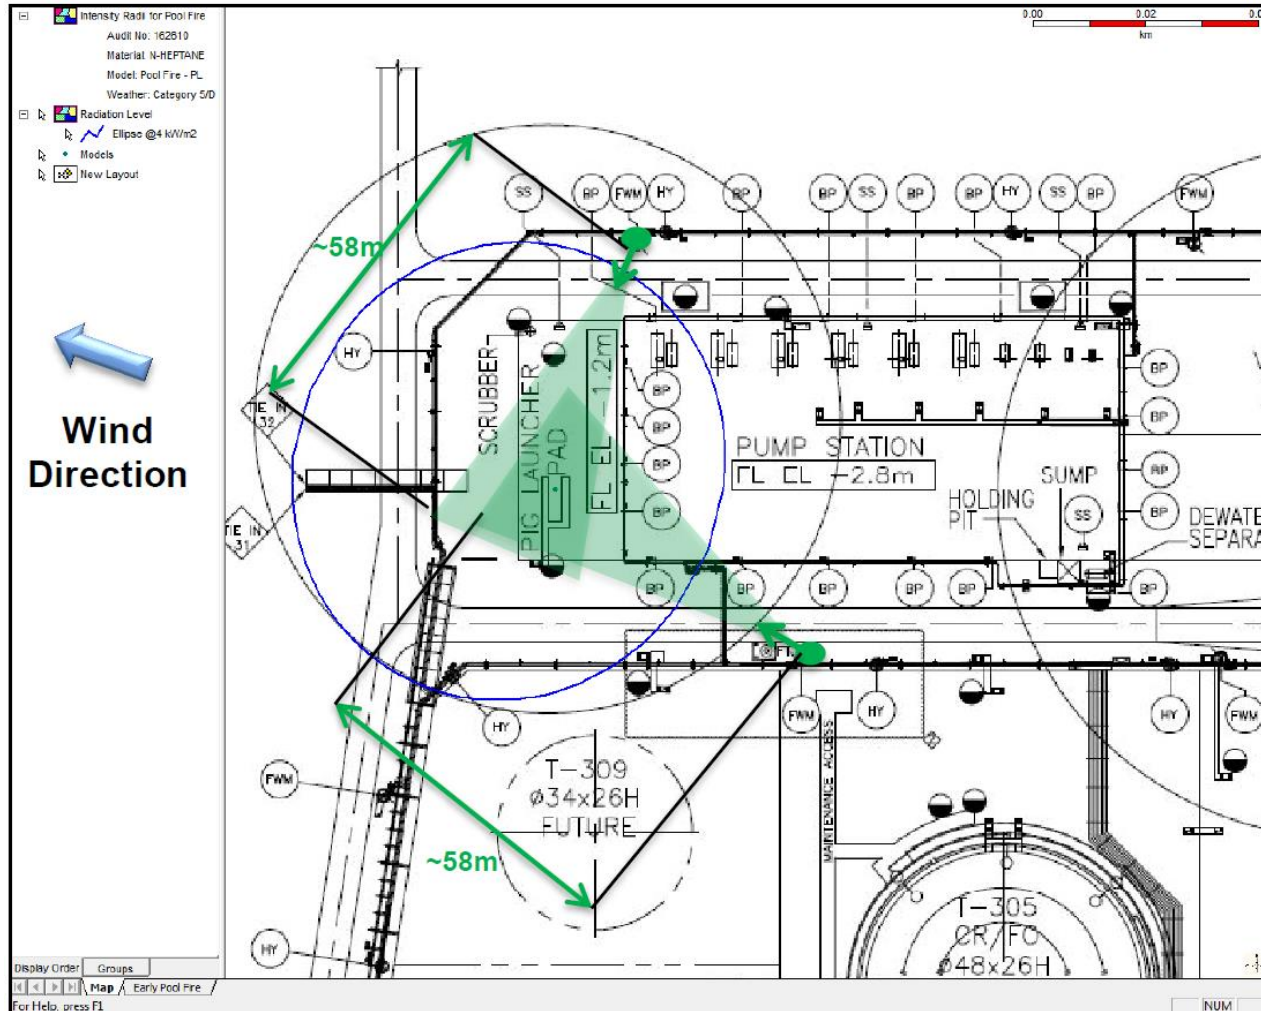 Intensity Radii for Pool Fire
Audit No: 162610
Material: N-HEPTANE
Model: Pool Fire - PL
Weather: Category 5/D
Radiation Level
Ellipse @4 kW/m2
Models
New Layout
0.00 0.02
km
SS BP FWM HY BP BP SS BP BP HY SS BP FWM
~58m
HY
Wind
Direction
TIE IN
32
TIE IN
31
SCRUBBER
PIG LAUNCHER
PAD
FL EL -1.2m
BP
BP
BP
BP
PUMP STATION
FL EL -2.8m
HOLDING
PIT
SUMP
SS
BP
BP
BP
BP
DEWATE
SEPARA
BP BP BP BP BP BP
HY
FWM
HY
HY
FWM
FWM
T-309
ø34x26H
FUTURE
~58m
MAINTENANCE ACCESS
HY
T-305
CR/FO
ø48x26H
Display Order Groups
Map Early Pool Fire
For Help, press F1
NUM